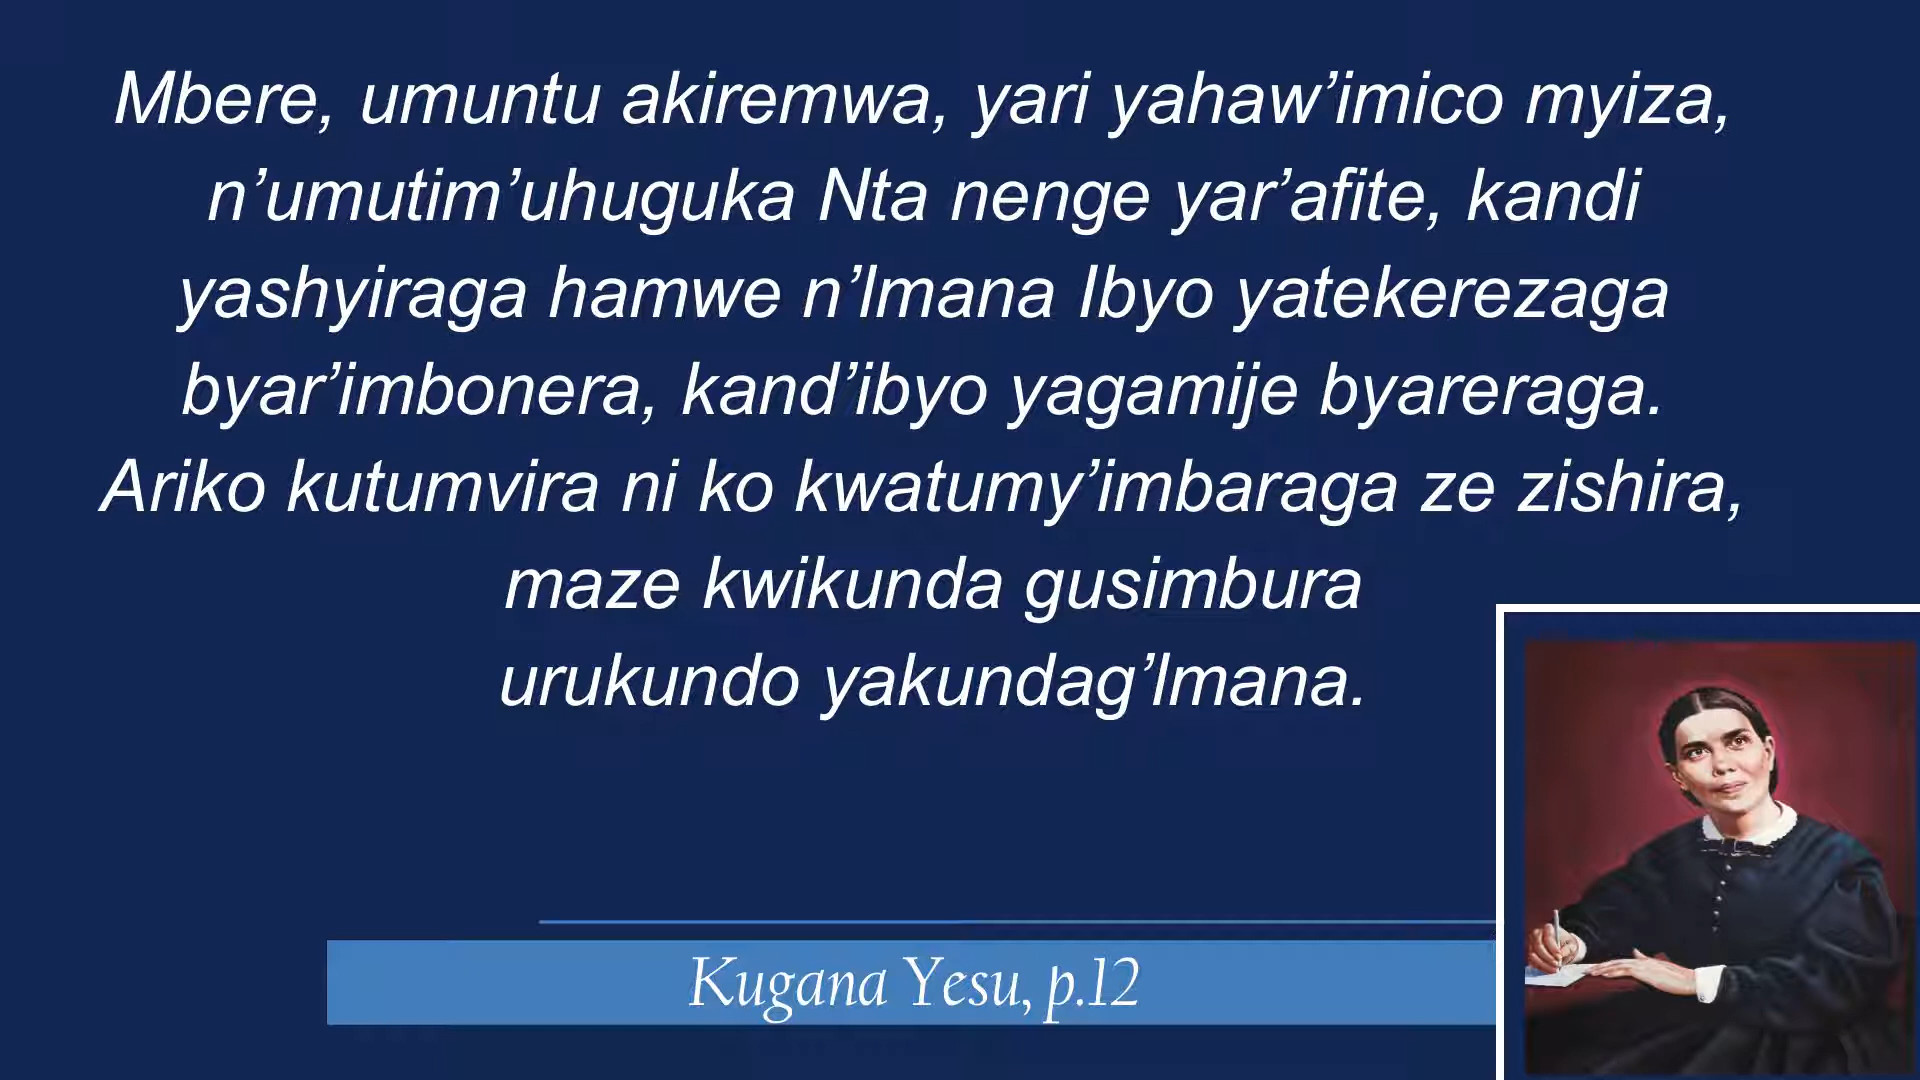 Mbere, umuntu akiremwa, yari yahaw’imico myiza,
n’umutim’uhuguka Nta nenge yar’afite, kandi
yashyiraga hamwe n’Imana Ibyo yatekerezaga
byar’imbonera, kand’ibyo yagamije byareraga.
Ariko kutumvira ni ko kwatumy’imbaraga ze zishira,
maze kwikunda gusimbura
urukundo yakundag’Imana.
Kugana Yesu, p.12